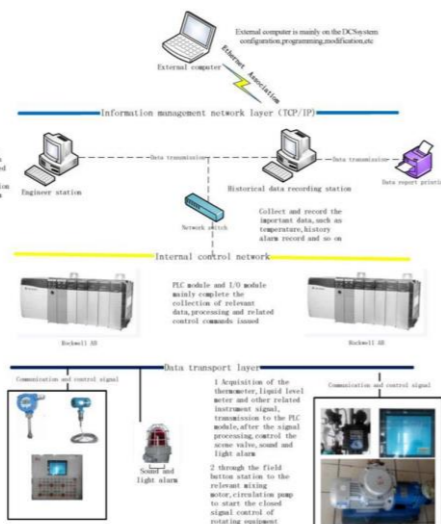 External computer is mainly on the DCSsystem
configuration,programming,modification,etc
External computer
Ethernet Association
Information management network layer (TCP/IP)
Data transmission
Data transmission
Engineer station
Historical data recording station
Data report printin
Network switch
Collect and record the
important data,such as
temperature,history
alarm record and so on
Internal control network
PLC module and I/O module
mainly complete the
collection of relevant
data,processing and related
control commands issued
Data transport layer
Communication and control signal
Communication and control signal
1 Acquisition of the
thermometer,liquid level
meter and other related
instrument signal,
transmission to the PLC
module,after the signal
processing,control the
scene valve,sound and
light alarm
Sound and
light alarm
2 through the field
button station to the
relevant mixing
motor,circulation pump
to start the closed
signal control of
rotating equipment